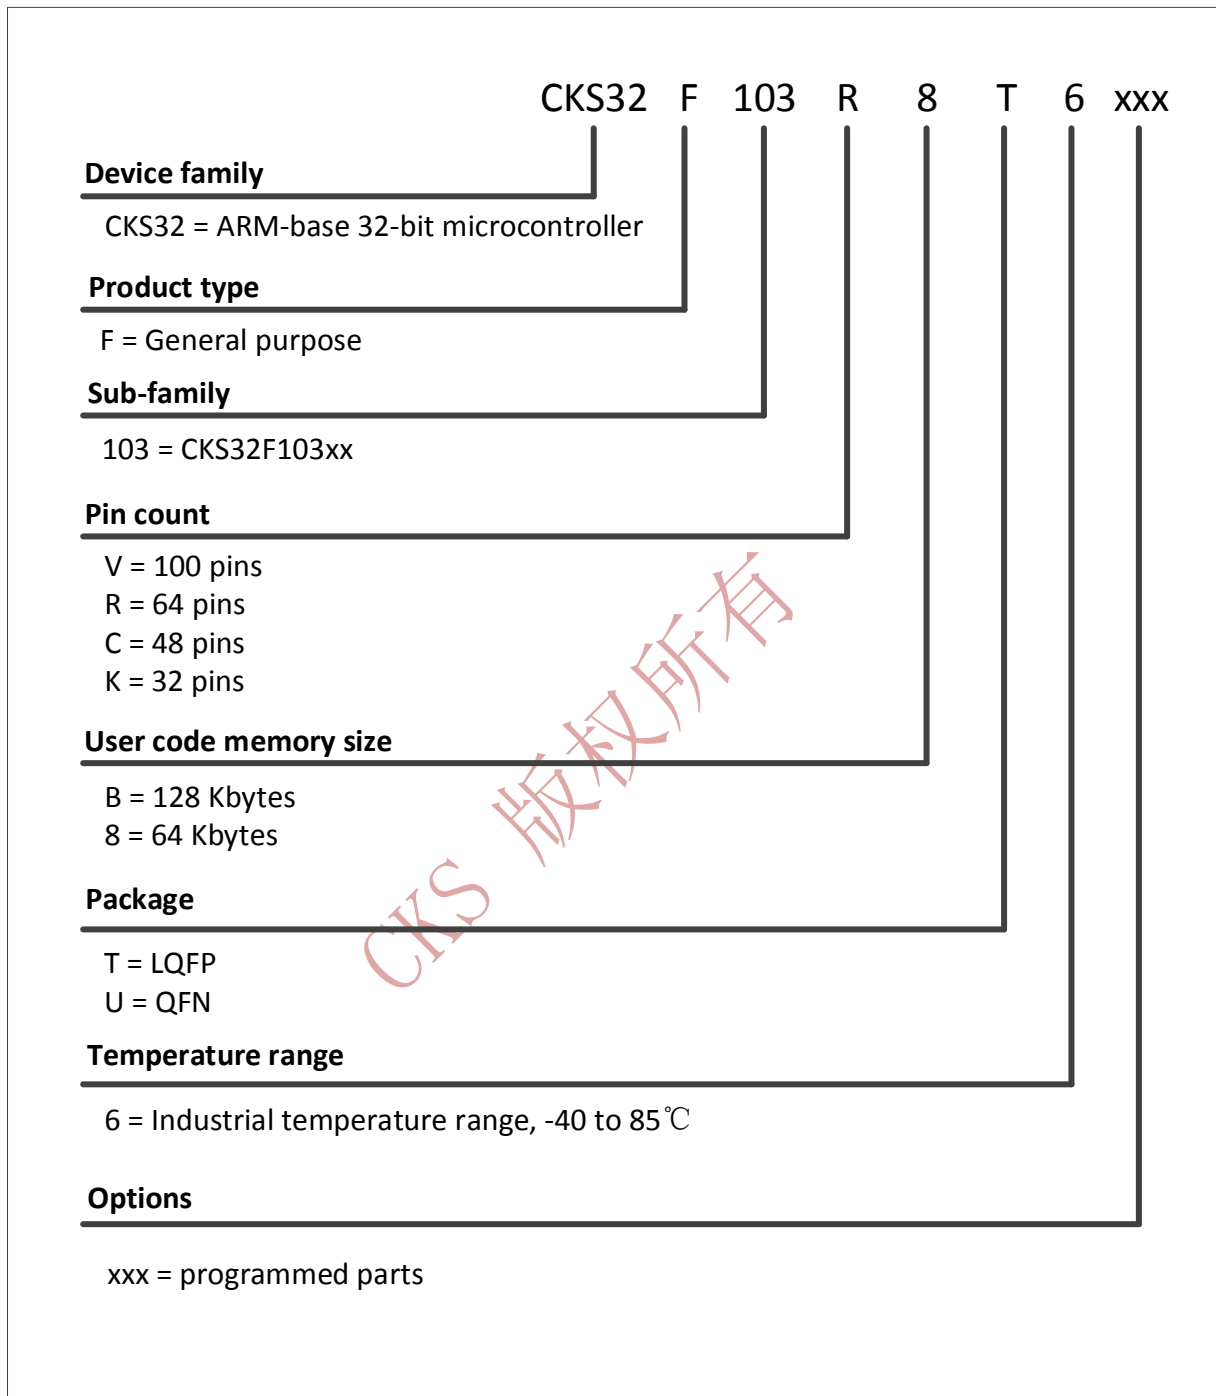 CKS32 F 103 R 8 T 6 xxx
Device family
CKS32 = ARM-base 32-bit microcontroller
Product type
F = General purpose
Sub-family
103 = CKS32F103xx
Pin count
V = 100 pins
R = 64 pins
C = 48 pins
K = 32 pins
User code memory size
B = 128 Kbytes
8 = 64 Kbytes
Package
T = LQFP
U = QFN
Temperature range
6 = Industrial temperature range, -40 to 85℃
Options
xxx = programmed parts
CKS 版权所有